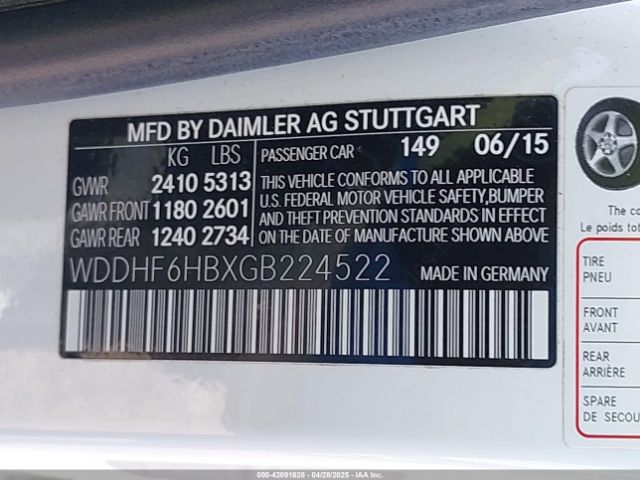 MFD BY DAIMLER AG STUTTGART
KG LBS
GVWR 2410 5313
GAWR FRONT 1180 2601
GAWR REAR 1240 2734
PASSENGER CAR 149 06/15
THIS VEHICLE CONFORMS TO ALL APPLICABLE
U.S. FEDERAL MOTOR VEHICLE SAFETY,BUMPER
AND THEFT PREVENTION STANDARDS IN EFFECT
ON THE DATE OF MANUFACTURE SHOWN ABOVE
WDDHF6HBXGB224522
MADE IN GERMANY
The co
Le poids tot
TIRE
PNEU
FRONT
AVANT
REAR
ARRIÈRE
SPARE
DE SECOU
000-42091628 04/28/2025 IAA Inc.